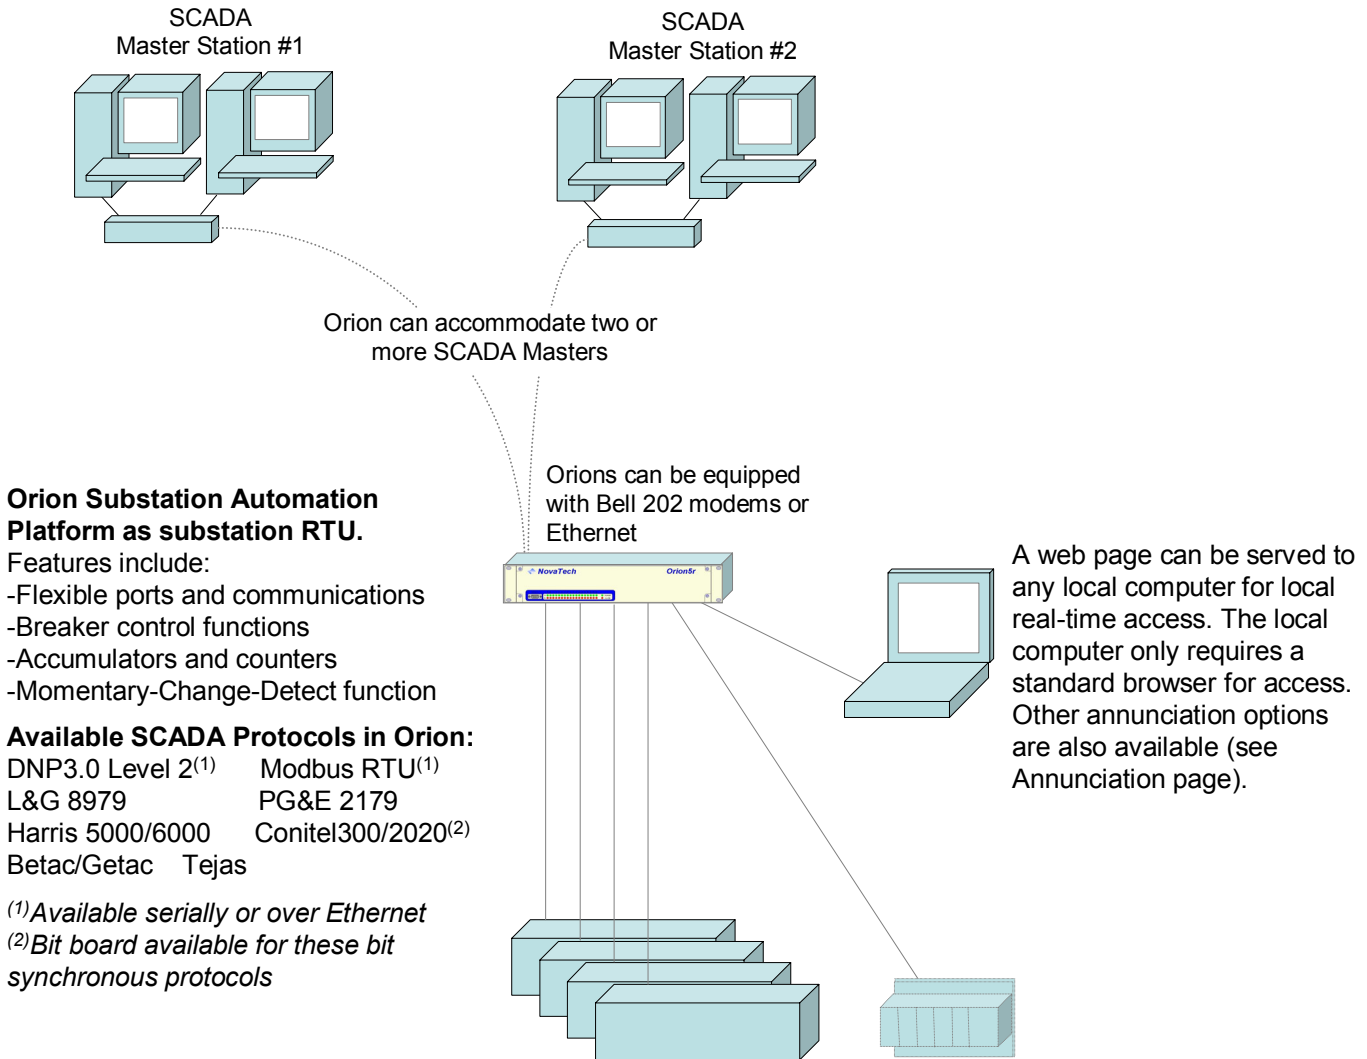 SCADA
Master Station #1
SCADA
Master Station #2
Orion can accommodate two or
more SCADA Masters
Orions can be equipped
with Bell 202 modems or
Ethernet
NovaTech Orion5r
Orion Substation Automation
Platform as substation RTU.
Features include:
-Flexible ports and communications
-Breaker control functions
-Accumulators and counters
-Momentary-Change-Detect function
Available SCADA Protocols in Orion:
DNP3.0 Level 2(1) Modbus RTU(1)
L&G 8979 PG&E 2179
Harris 5000/6000 Conitel300/2020(2)
Betac/Getac Tejas
(1)Available serially or over Ethernet
(2)Bit board available for these bit
synchronous protocols
A web page can be served to
any local computer for local
real-time access. The local
computer only requires a
standard browser for access.
Other annunciation options
are also available (see
Annunciation page).